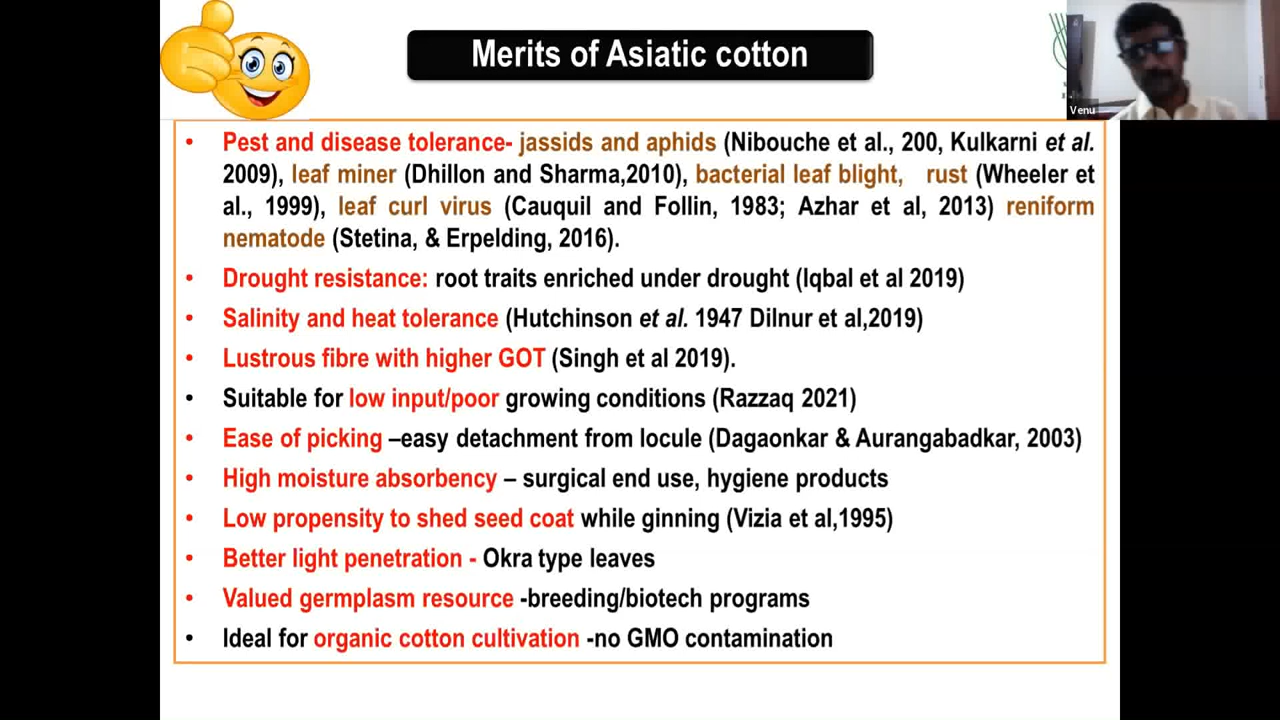 Merits of Asiatic cotton
Venu
• Pest and disease tolerance- jassids and aphids (Nibouche et al., 200, Kulkarni et al.
2009), leaf miner (Dhillon and Sharma,2010), bacterial leaf blight, rust (Wheeler et
al., 1999), leaf curl virus (Cauquil and Follin, 1983; Azhar et al, 2013) reniform
nematode (Stetina, & Erpelding, 2016).
• Drought resistance: root traits enriched under drought (Iqbal et al 2019)
• Salinity and heat tolerance (Hutchinson et al. 1947 Dilnur et al,2019)
• Lustrous fibre with higher GOT (Singh et al 2019).
• Suitable for low input/poor growing conditions (Razzaq 2021)
• Ease of picking –easy detachment from locule (Dagaonkar & Aurangabadkar, 2003)
• High moisture absorbency – surgical end use, hygiene products
• Low propensity to shed seed coat while ginning (Vizia et al,1995)
• Better light penetration - Okra type leaves
• Valued germplasm resource -breeding/biotech programs
• Ideal for organic cotton cultivation -no GMO contamination